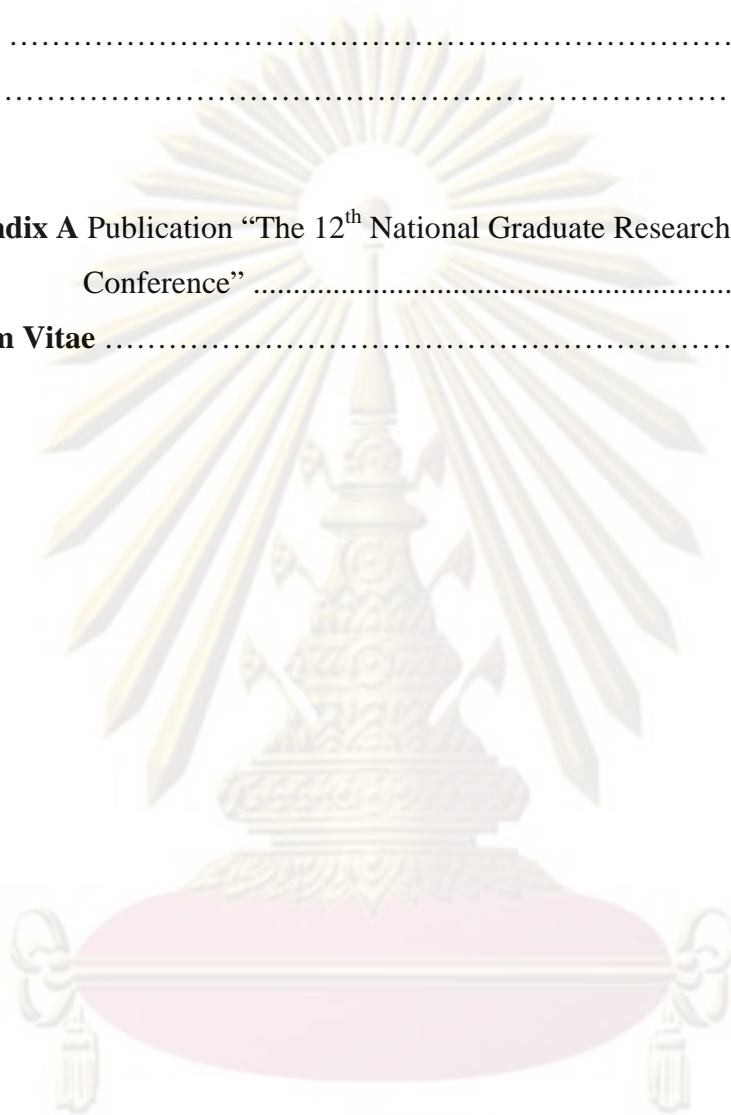 ………………………………………………………………
………………………………………………………………
ndix A Publication “The 12th National Graduate Research
Conference” ....................................................................
m Vitae ……………………………………………………